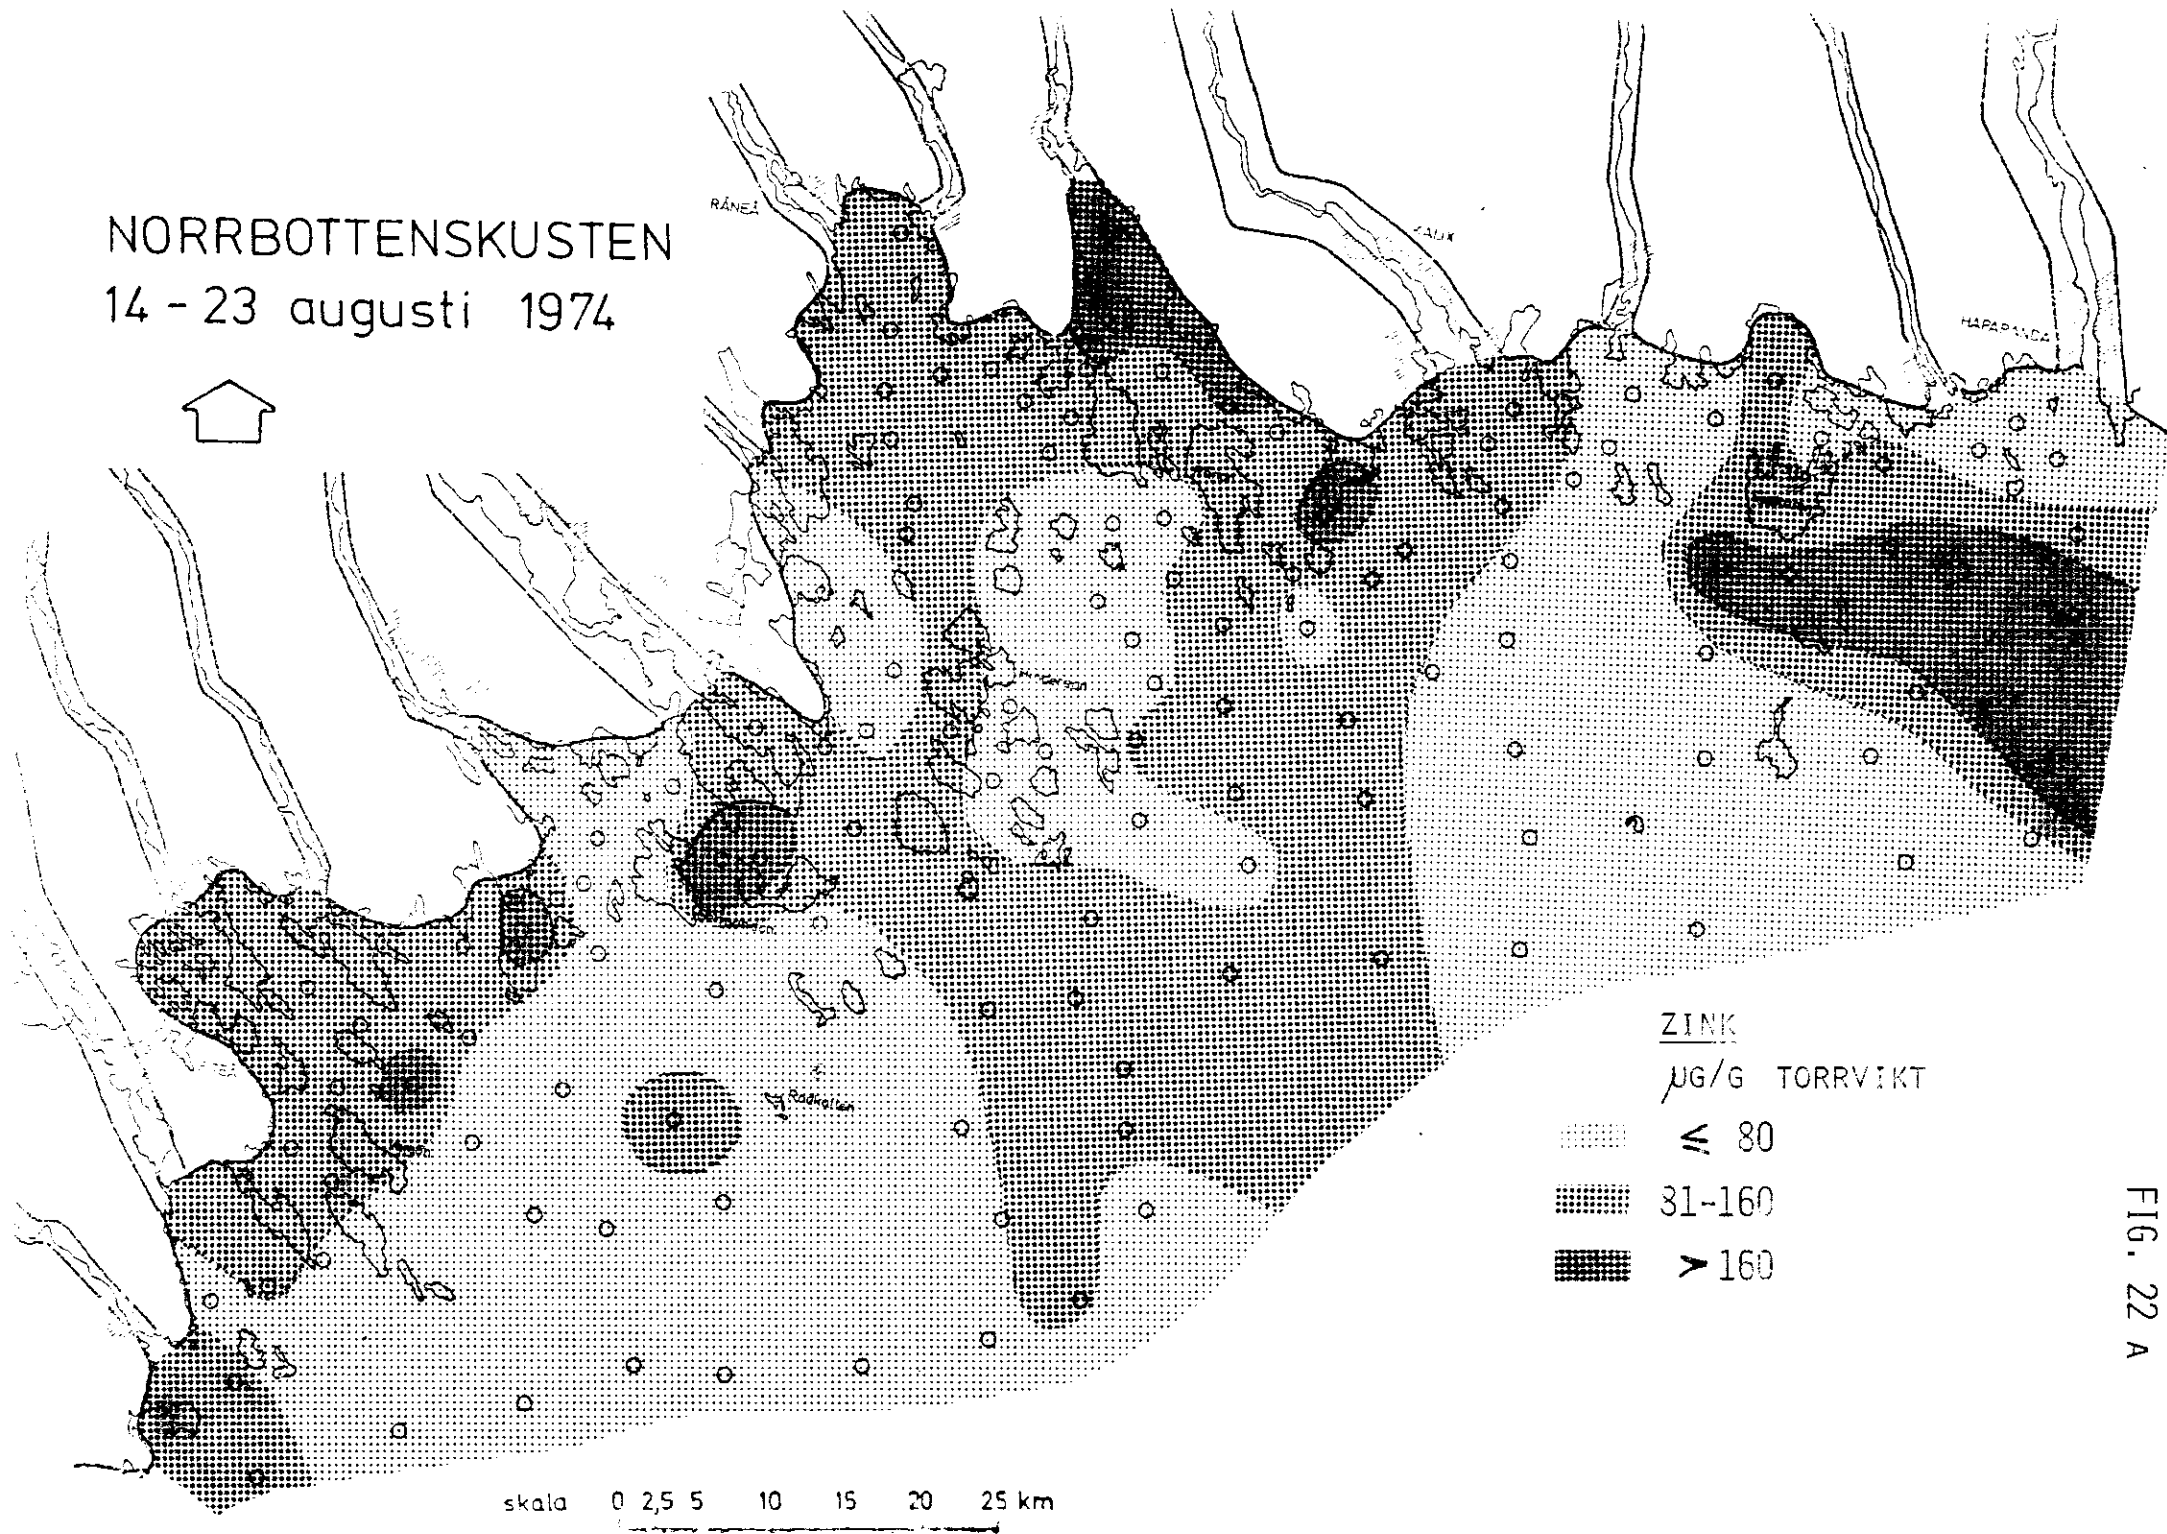 NORRBOTTENSKUSTEN
14 - 23 augusti 1974
RÅNEÅ
KALIX
HAPARANDA
Hindersön
Rödkallen
ZINK
µG/G TORRVIKT
≤ 80
81-160
> 160
FIG. 22 A
skala 0 2,5 5 10 15 20 25 km